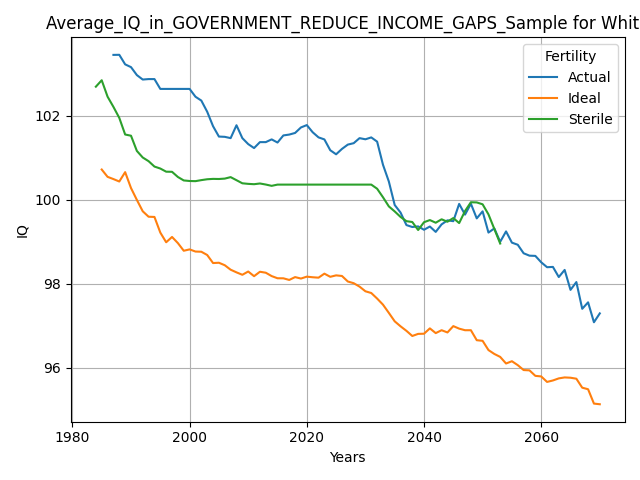 Average_IQ_in_GOVERNMENT_REDUCE_INCOME_GAPS_Sample for Whit
Fertility
Actual
Ideal
Sterile
102
100
98
96
IQ
1980
2000
2020
2040
2060
Years